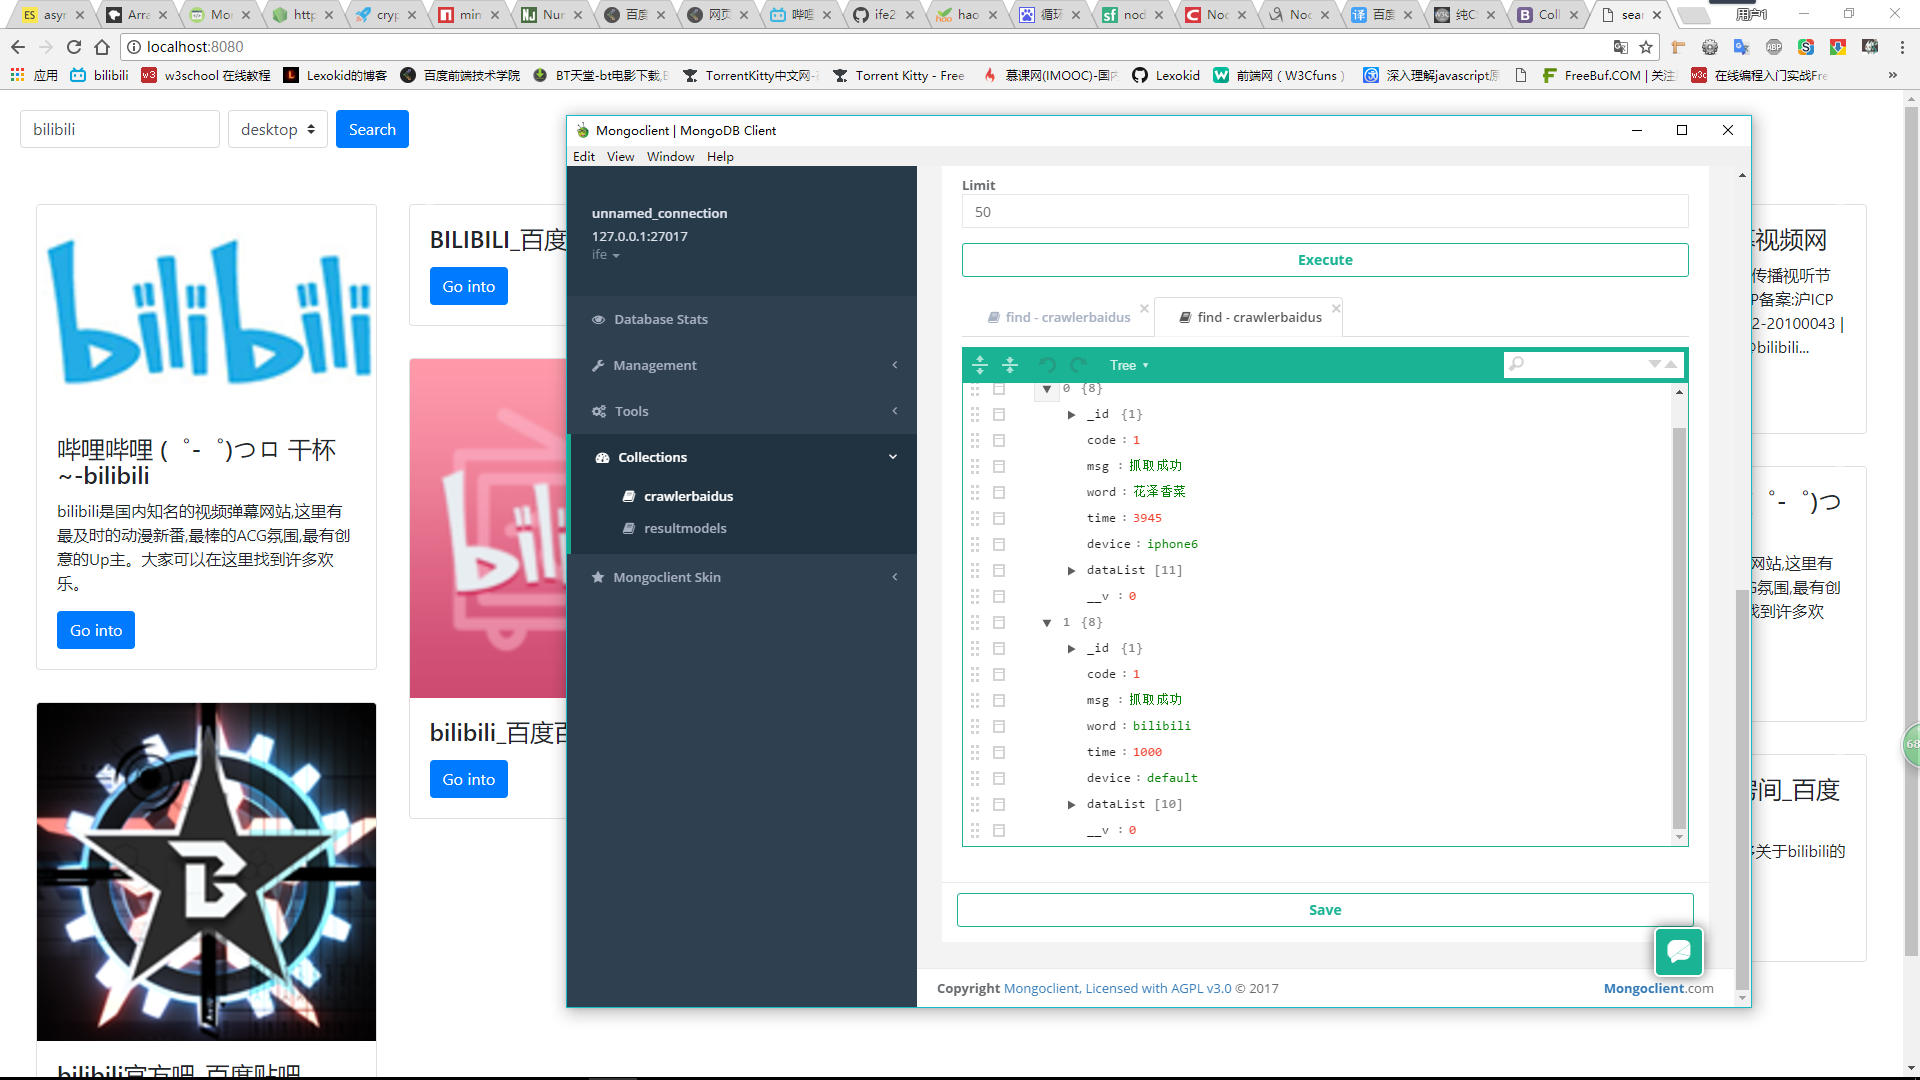 asyn
Arra
Mon
http
cryp
min
Nun
百度
网页
哔哩
ife2
hao
循环
nod
Noc
Noc
百度
纯C
Coll
sear
用户1
localhost:8080
应用
bilibili
w3school 在线教程
Lexokid的博客
百度前端技术学院
BT天堂-bt电影下载,B
TorrentKitty中文网-
Torrent Kitty - Free
慕课网(IMOOC)-国内
Lexokid
前端网（W3Cfuns）
深入理解javascript原
FreeBuf.COM | 关注
在线编程入门实战Fre
»
bilibili
desktop
Search
bilibili
哔哩哔哩 (゜-゜)つロ 干杯
~-bilibili
bilibili是国内知名的视频弹幕网站,这里有
最及时的动漫新番,最棒的ACG氛围,最有创
意的Up主。大家可以在这里找到许多欢
乐。
Go into
B
bilibili官方吧_百度贴吧
BILIBILI_百度
Go into
bilibili_百度百
Go into
Mongoclient | MongoDB Client
Edit View Window Help
unnamed_connection
127.0.0.1:27017
ife
Database Stats
Management
Tools
Collections
crawlerbaidus
resultmodels
Mongoclient Skin
Limit
50
Execute
find - crawlerbaidus
find - crawlerbaidus
Tree
0 {8}
_id {1}
code : 1
msg : 抓取成功
word : 花泽香菜
time : 3945
device : iphone6
dataList [11]
__v : 0
1 {8}
_id {1}
code : 1
msg : 抓取成功
word : bilibili
time : 1000
device : default
dataList [10]
__v : 0
Save
Copyright Mongoclient, Licensed with AGPL v3.0 © 2017
Mongoclient.com
视频网
传播视听节
P备案:沪ICP
2-20100043 |
bilibili...
゜-゜)つ
网站,这里有
氛围,最有创
找到许多欢
68
间_百度
关于bilibili的